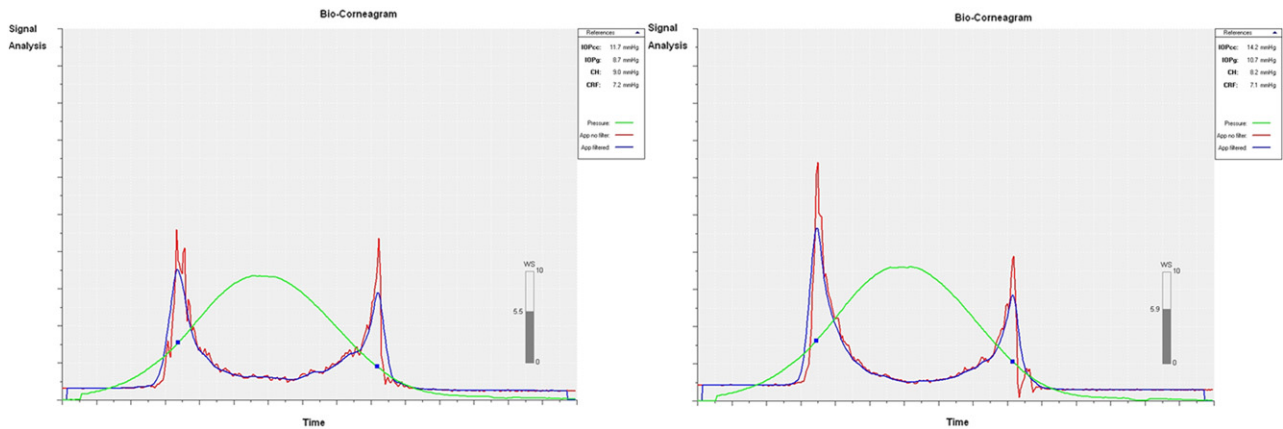 Bio-Corneagram
Signal
Analysis
References
IOPcc: 11.7 mmHg
IOPg: 8.7 mmHg
CH: 9.0 mmHg
CRF: 7.2 mmHg
Pressure:
App no filter:
App filtered:
WS
10
5.5
0
Time
Bio-Corneagram
Signal
Analysis
References
IOPcc: 14.2 mmHg
IOPg: 10.7 mmHg
CH: 8.2 mmHg
CRF: 7.1 mmHg
Pressure:
App no filter:
App filtered:
WS
10
5.9
0
Time